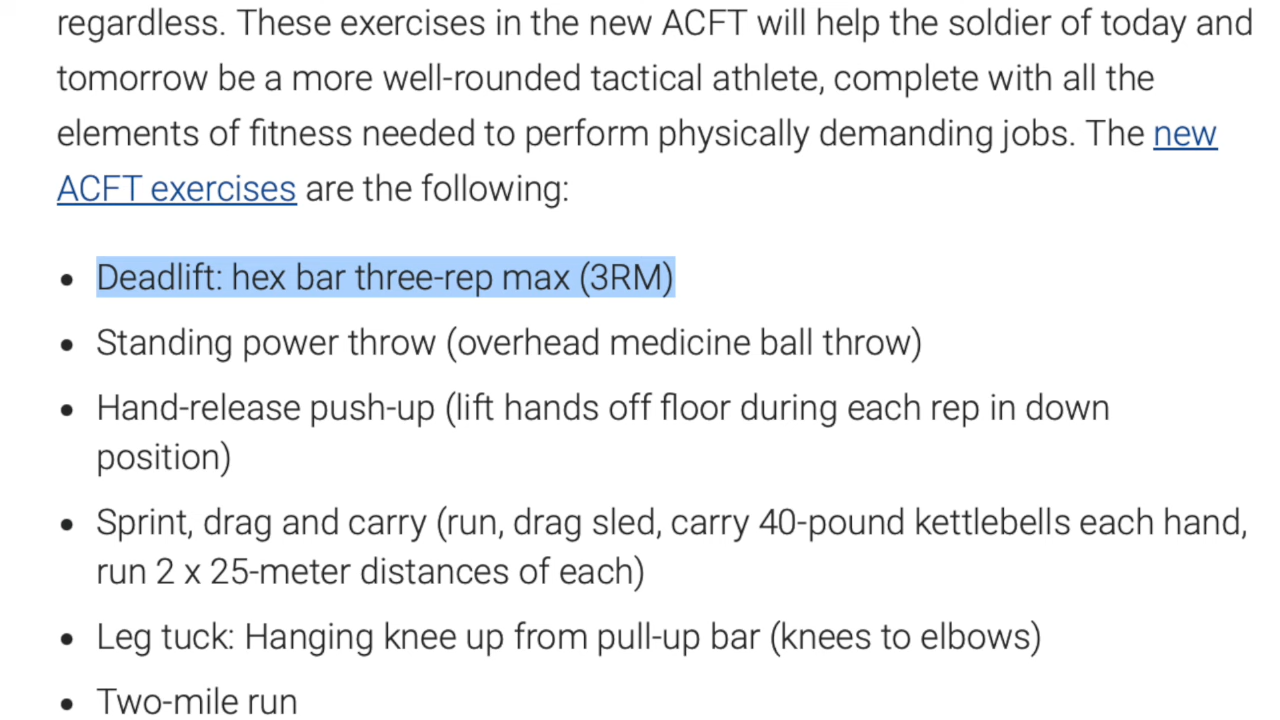 regardless. These exercises in the new ACFT will help the soldier of today and
tomorrow be a more well-rounded tactical athlete, complete with all the
elements of fitness needed to perform physically demanding jobs. The new
ACFT exercises are the following:
• Deadlift: hex bar three-rep max (3RM)
• Standing power throw (overhead medicine ball throw)
• Hand-release push-up (lift hands off floor during each rep in down
position)
• Sprint, drag and carry (run, drag sled, carry 40-pound kettlebells each hand,
run 2 x 25-meter distances of each)
• Leg tuck: Hanging knee up from pull-up bar (knees to elbows)
• Two-mile run